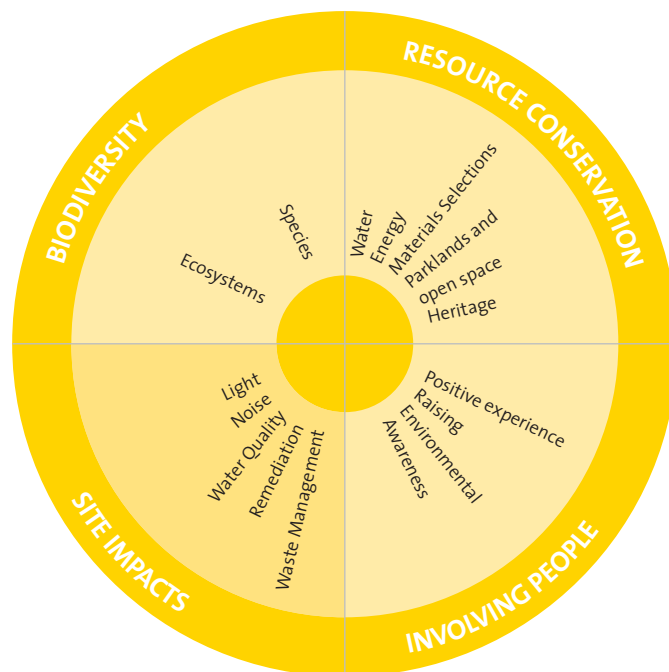 BIODIVERSITY
Ecosystems
Species
RESOURCE CONSERVATION
Water
Energy
Materials Selections
Parklands and
open space
Heritage
SITE IMPACTS
Light
Noise
Water Quality
Remediation
Waste Management
INVOLVING PEOPLE
Positive experience
Raising
Environmental
Awareness